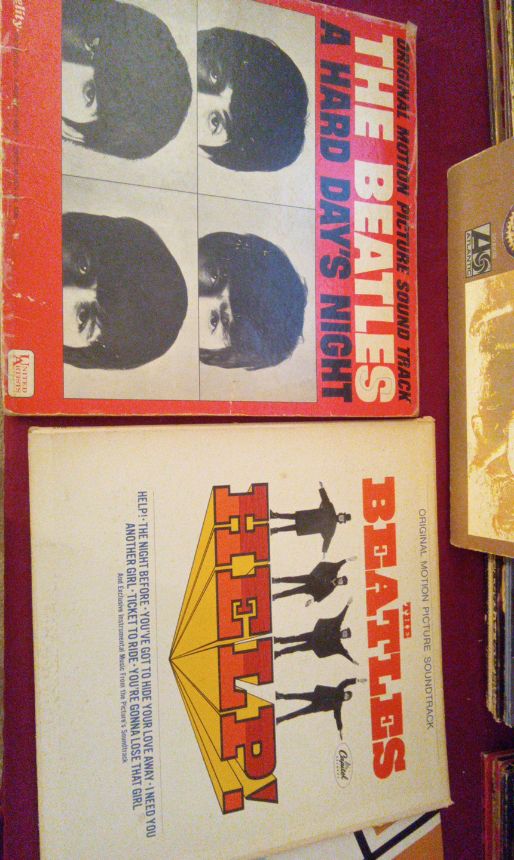 ORIGINAL MOTION PICTURE SOUND TRACK
THE BEATLES
A HARD DAY'S NIGHT
UNITED
ARTISTS
ORIGINAL MOTION PICTURE SOUNDTRACK
THE
BEATLES
Capitol
HELP!
HELP! • THE NIGHT BEFORE • YOU'VE GOT TO HIDE YOUR LOVE AWAY • I NEED YOU
ANOTHER GIRL • TICKET TO RIDE • YOU'RE GONNA LOSE THAT GIRL
And Exclusive Instrumental Music From the Picture's Soundtrack
ATLANTIC